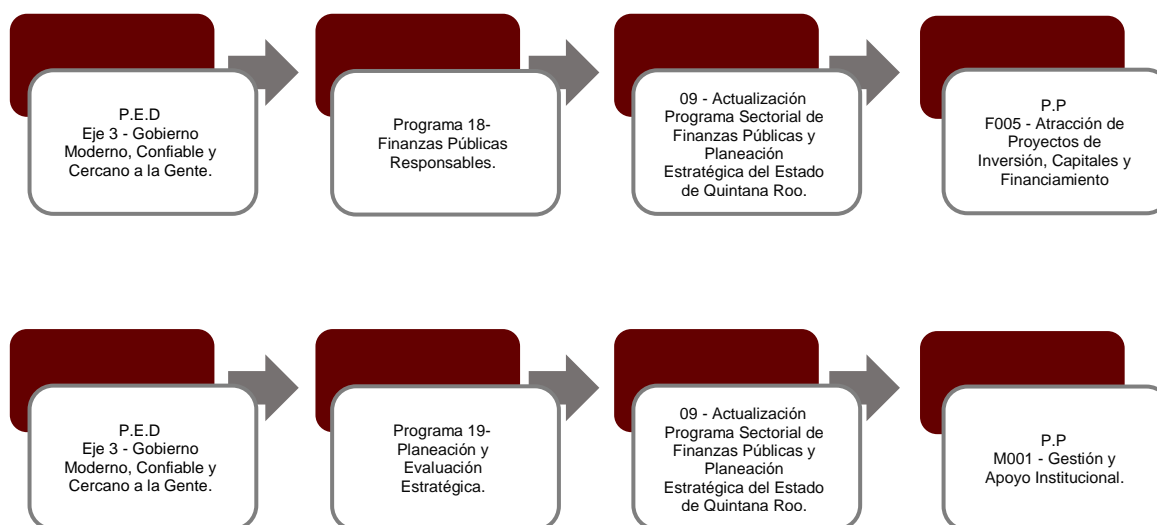 P.E.D
Eje 3 - Gobierno
Moderno, Confiable y
Cercano a la Gente.
Programa 18-
Finanzas Públicas
Responsables.
09 - Actualización
Programa Sectorial de
Finanzas Públicas y
Planeación
Estratégica del Estado
de Quintana Roo.
P.P
F005 - Atracción de
Proyectos de
Inversión, Capitales y
Financiamiento
P.E.D
Eje 3 - Gobierno
Moderno, Confiable y
Cercano a la Gente.
Programa 19-
Planeación y
Evaluación
Estratégica.
09 - Actualización
Programa Sectorial de
Finanzas Públicas y
Planeación
Estratégica del Estado
de Quintana Roo.
P.P
M001 - Gestión y
Apoyo Institucional.